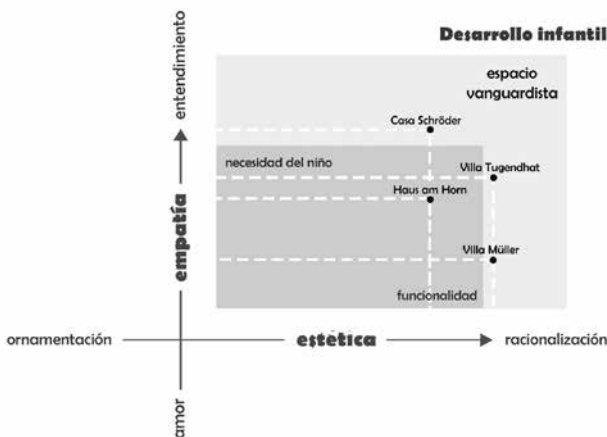 Desarrollo infantil
entendimiento
espacio
vanguardista
Casa Schröder
necesidad del niño
Villa Tugendhat
Haus am Horn
empatía
Villa Müller
funcionalidad
ornamentación
estética
racionalización
amor